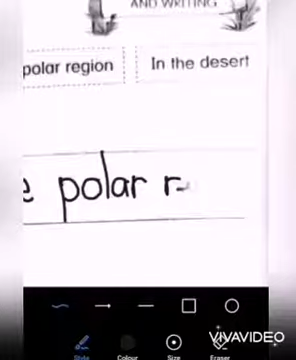 AND WRITING
polar region In the desert
polar r
Style Colour Size Eraser
VIVAVIDEO